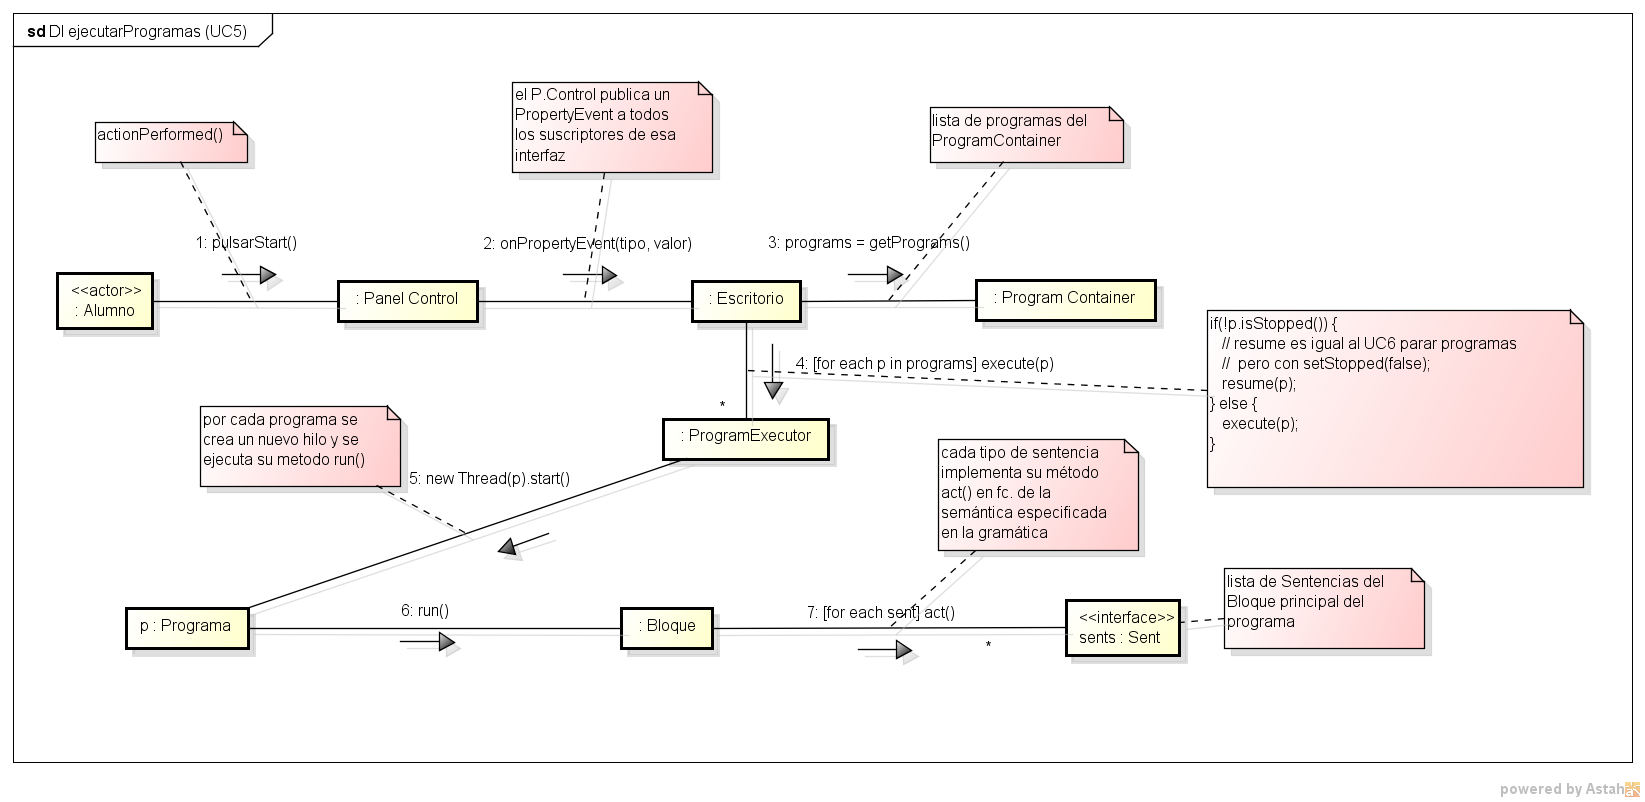 sd DI ejecutarProgramas (UC5)
el P.Control publica un
PropertyEvent a todos
los suscriptores de esa
interfaz
lista de programas del
ProgramContainer
actionPerformed()
1: pulsarStart()
2: onPropertyEvent(tipo, valor)
3: programs = getPrograms()
<<actor>>
: Alumno
: Panel Control
: Escritorio
: Program Container
if(!p.isStopped()) {
// resume es igual al UC6 parar programas
// pero con setStopped(false);
resume(p);
} else {
execute(p);
}
4: [for each p in programs] execute(p)
*
: ProgramExecutor
por cada programa se
crea un nuevo hilo y se
ejecuta su metodo run()
5: new Thread(p).start()
cada tipo de sentencia
implementa su método
act() en fc. de la
semántica especificada
en la gramática
lista de Sentencias del
Bloque principal del
programa
6: run()
7: [for each sent] act()
p : Programa
: Bloque
*
<<interface>>
sents : Sent
powered by Astah